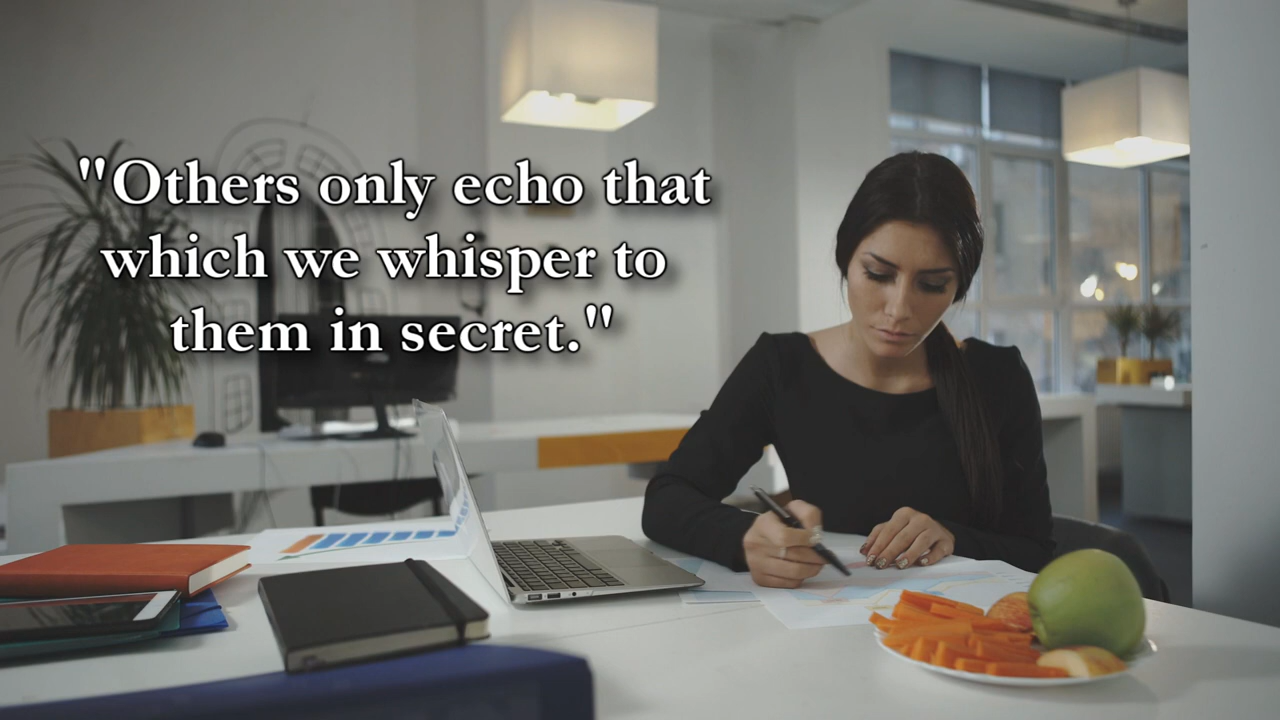 "Others only echo that
which we whisper to
them in secret."